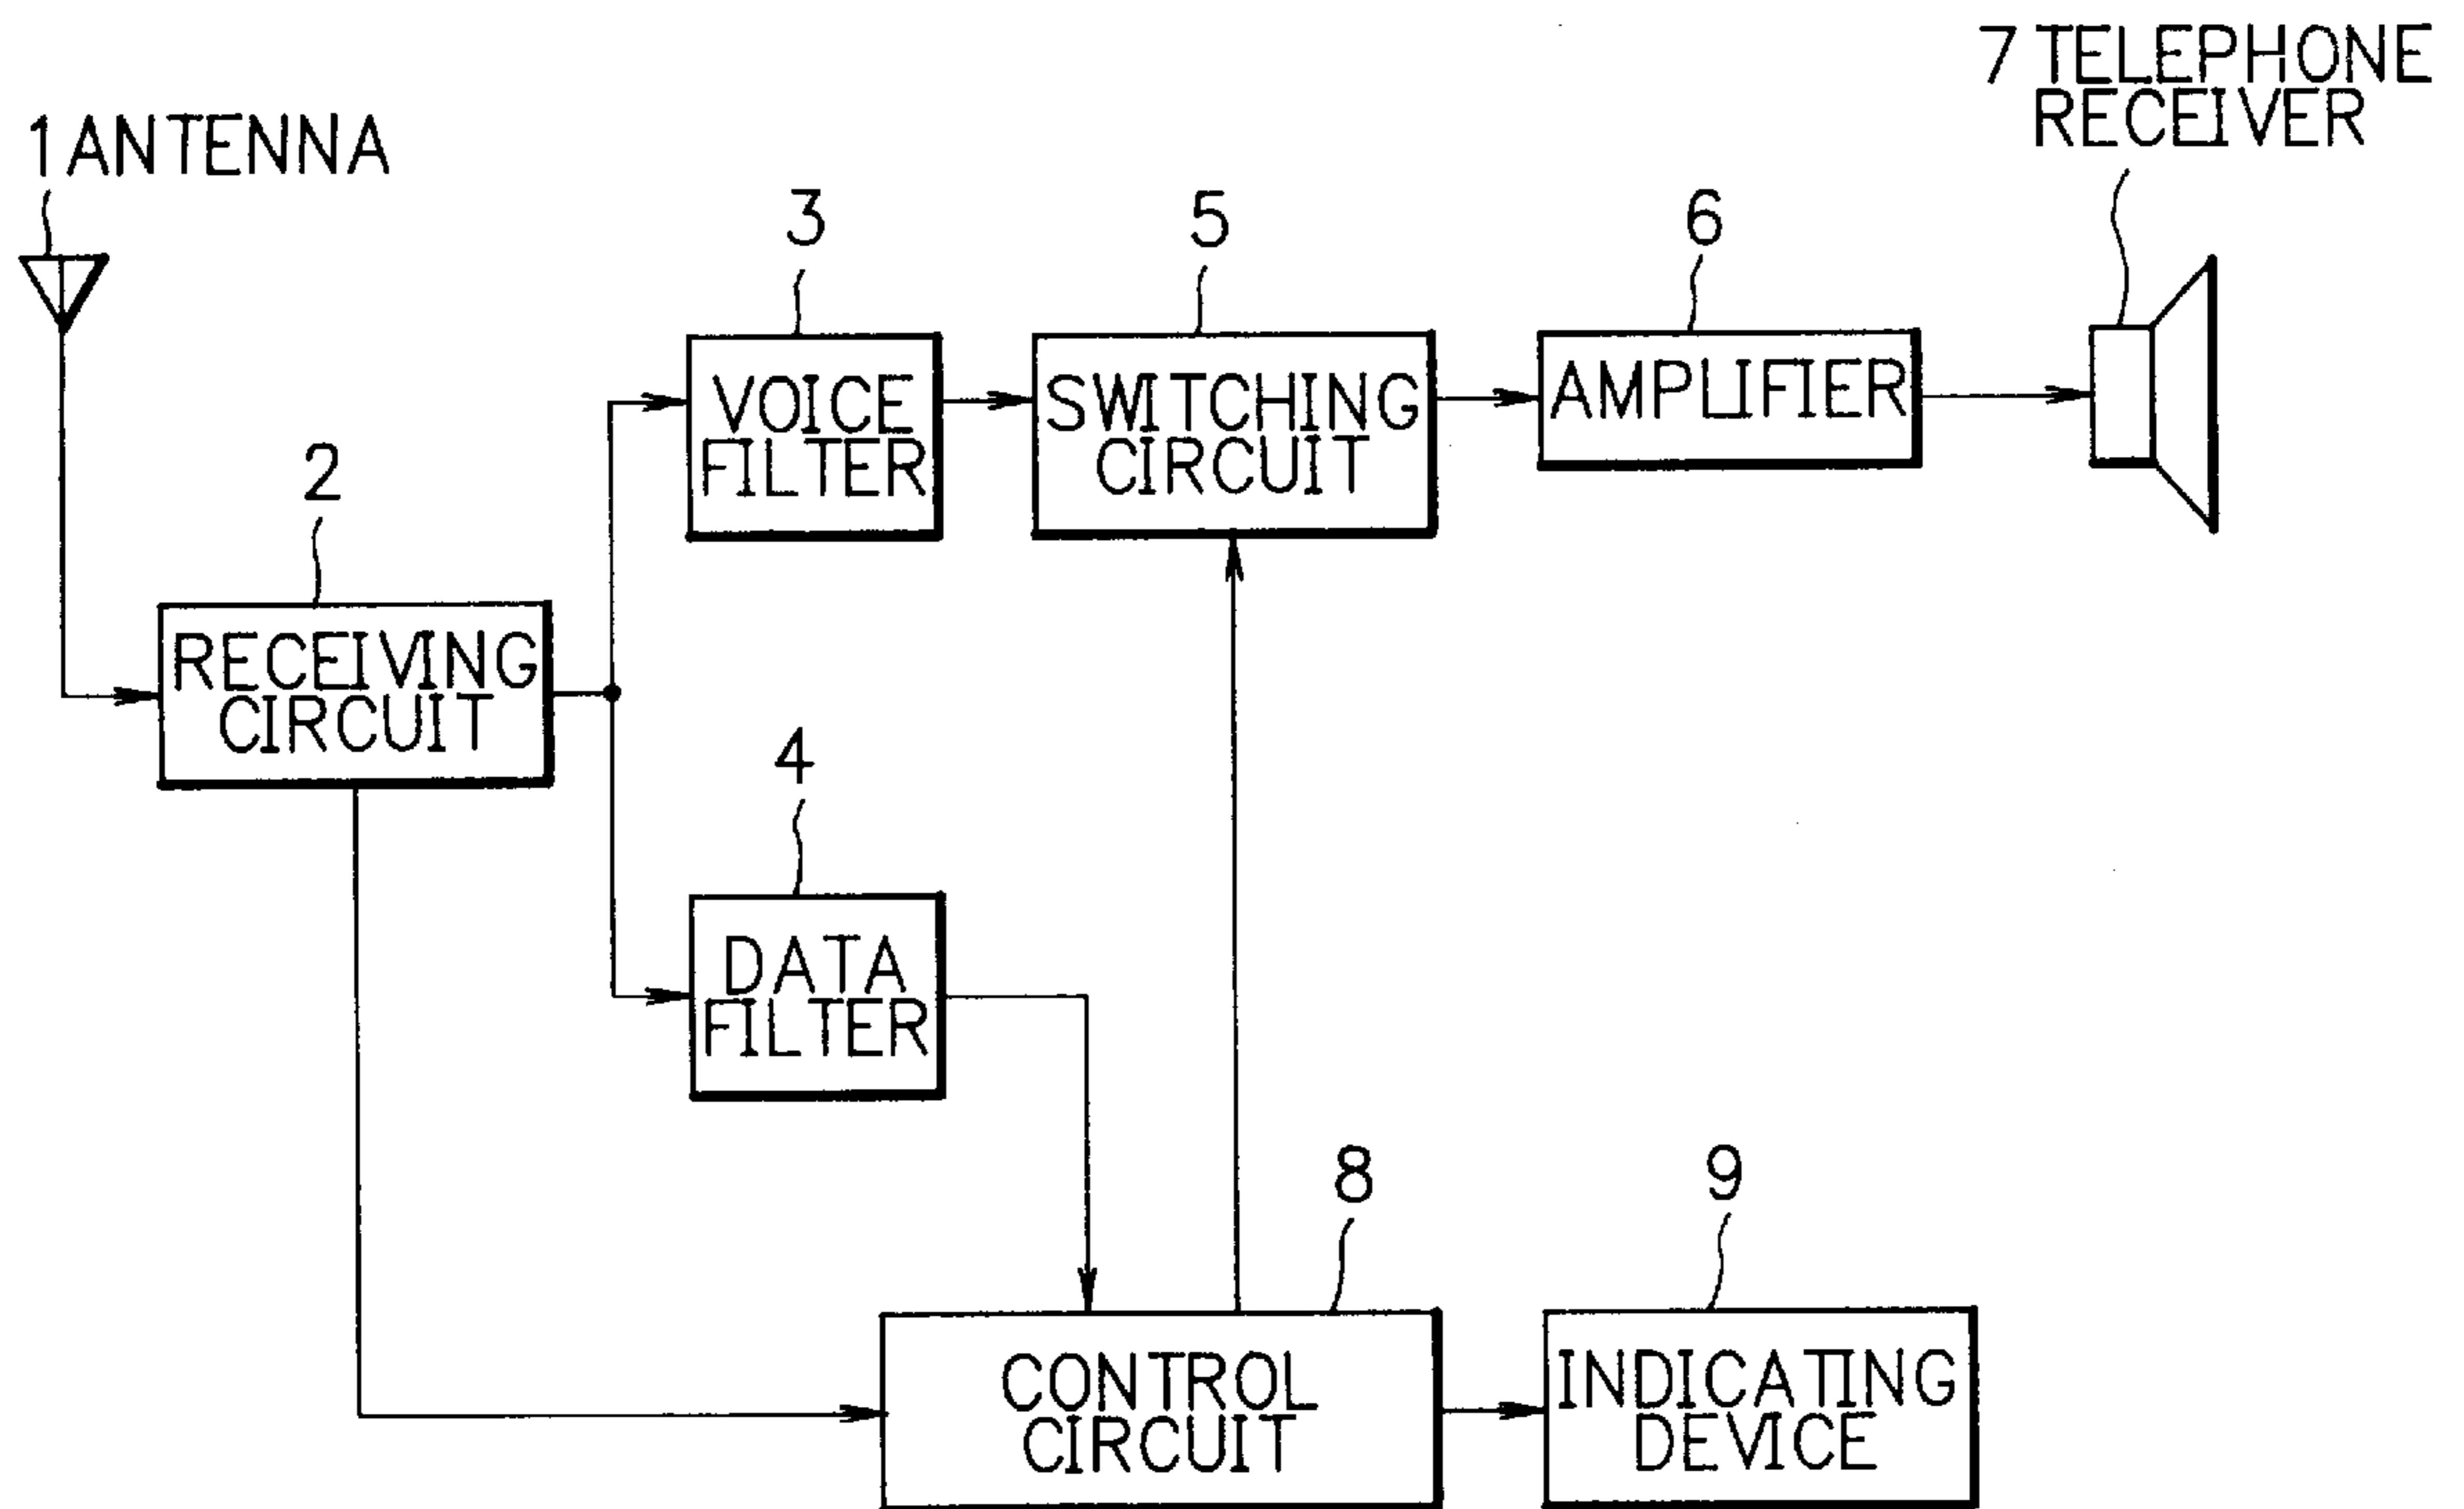 7 TELEPHONE
RECEIVER
1 ANTENNA
3
5
6
VOICE
FILTER
SWITCHING
CIRCUIT
AMPLIFIER
2
RECEIVING
CIRCUIT
4
DATA
FILTER
8
9
CONTROL
CIRCUIT
INDICATING
DEVICE